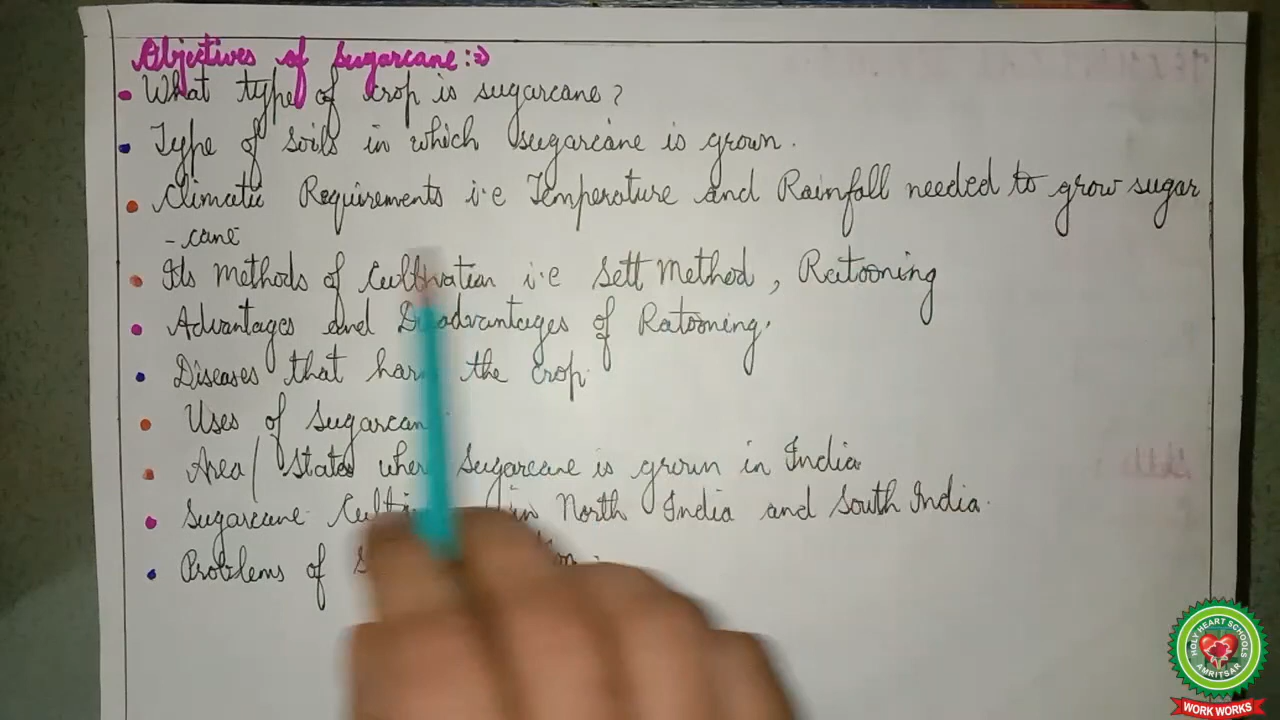 Objectives of Sugarcane:⇒
• What type of crop is sugarcane?
• Type of soils in which sugarcane is grown.
• Climatic Requirements i.e Temperature and Rainfall needed to grow sugar
- cane
• Its Methods of Cultivation i.e Sett Method, Ratooning
• Advantages and Disadvantages of Ratooning.
• Diseases that the crop.
• Uses of
• Area/States Sugarcane is grown in India
• Sugarcane in North India and South India.
• Problems of
HOLY HEART SCHOOLS
AMRITSAR
WORK WORKS